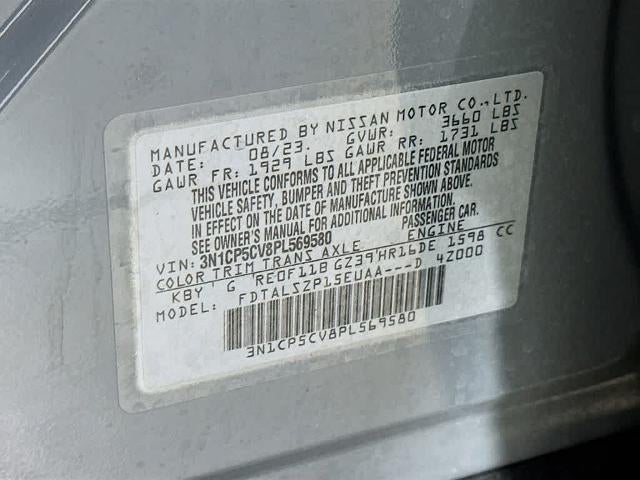 MANUFACTURED BY NISSAN MOTOR CO., LTD.
DATE: 08/23. GVWR: 3660 LBS
GAWR FR: 1929 LBS GAWR RR: 1731 LBS
THIS VEHICLE CONFORMS TO ALL APPLICABLE FEDERAL MOTOR
VEHICLE SAFETY, BUMPER AND THEFT PREVENTION STANDARDS
IN EFFECT ON THE DATE OF MANUFACTURE SHOWN ABOVE.
SEE OWNER'S MANUAL FOR ADDITIONAL INFORMATION.
VIN: 3N1CP5CV8PL569580 PASSENGER CAR.
COLOR TRIM TRANS AXLE ENGINE
KBY G RE0F11B GZ39 HR16DE 1598 CC
MODEL: FDTALSZP15EUAA---D 42000
3N1CP5CV8PL569580